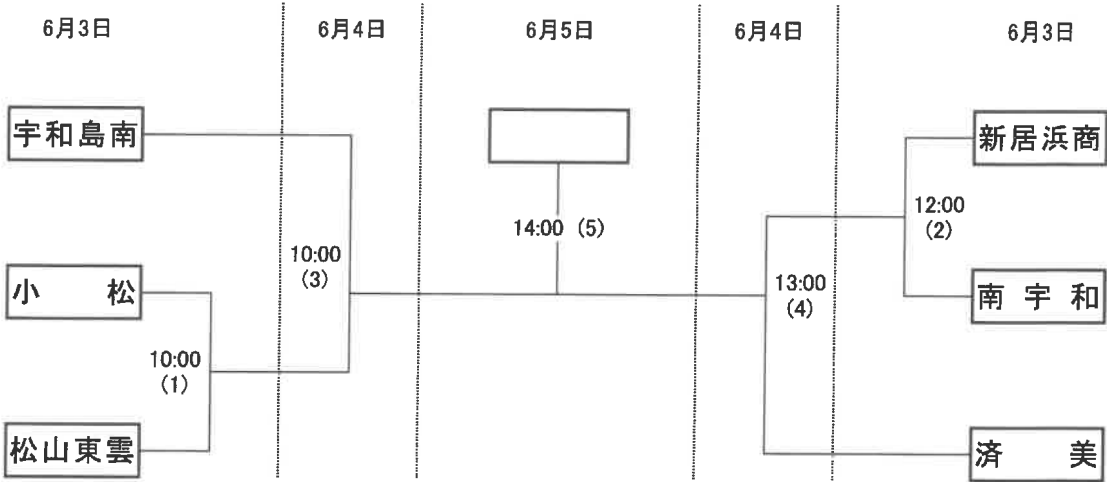 6月3日 6月4日 6月5日 6月4日 6月3日
宇和島南
新居浜商
14:00 (5)
12:00
(2)
10:00
(3)
小 松
13:00
(4)
南 宇 和
10:00
(1)
松山東雲
済 美